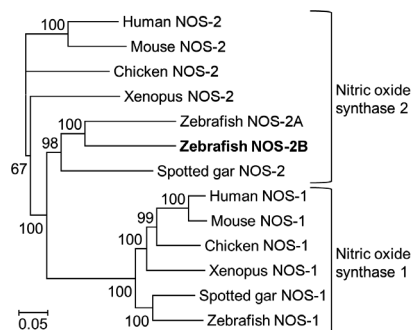 100
Human NOS-2
Mouse NOS-2
Chicken NOS-2
Xenopus NOS-2
Nitric oxide
synthase 2
100
Zebrafish NOS-2A
98
Zebrafish NOS-2B
67
Spotted gar NOS-2
100
Human NOS-1
100
Mouse NOS-1
99
Chicken NOS-1
100
Xenopus NOS-1
Nitric oxide
synthase 1
100
Spotted gar NOS-1
100
Zebrafish NOS-1
0.05